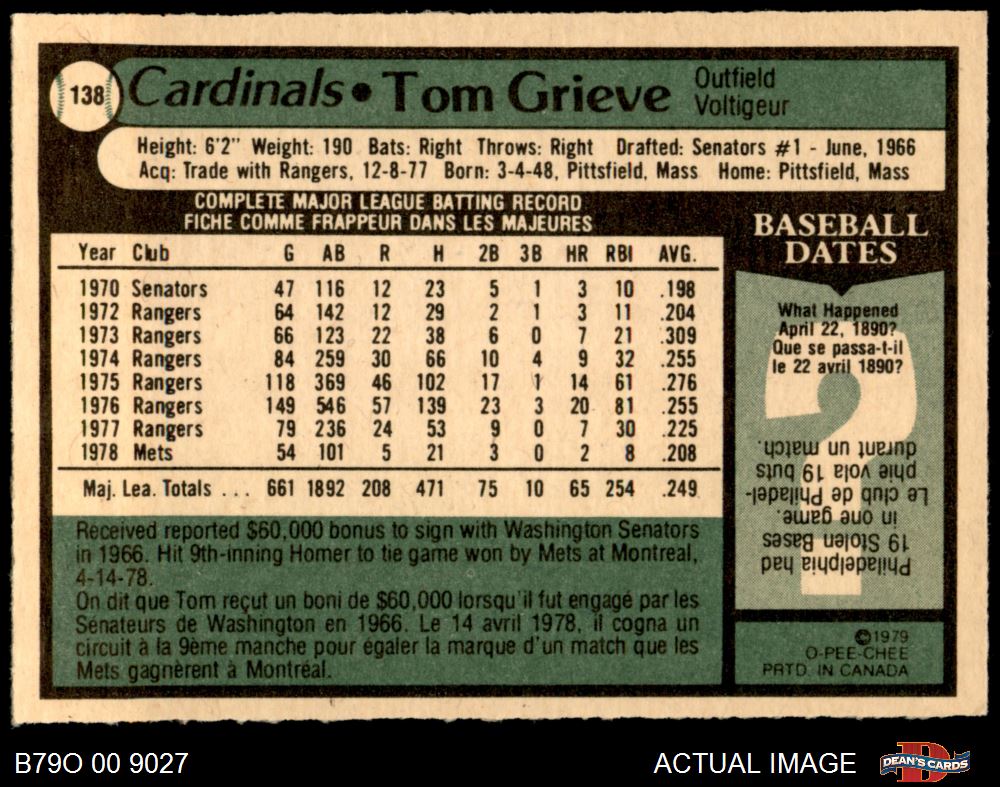 138
Cardinals • Tom Grieve
Outfield
Voltigeur
Height: 6'2" Weight: 190 Bats: Right Throws: Right Drafted: Senators #1 - June, 1966
Acq: Trade with Rangers, 12-8-77 Born: 3-4-48, Pittsfield, Mass Home: Pittsfield, Mass
COMPLETE MAJOR LEAGUE BATTING RECORD
FICHE COMME FRAPPEUR DANS LES MAJEURES
Year Club G AB R H 2B 3B HR RBI AVG.
1970 Senators 47 116 12 23 5 1 3 10 .198
1972 Rangers 64 142 12 29 2 1 3 11 .204
1973 Rangers 66 123 22 38 6 0 7 21 .309
1974 Rangers 84 259 30 66 10 4 9 32 .255
1975 Rangers 118 369 46 102 17 1 14 61 .276
1976 Rangers 149 546 57 139 23 3 20 81 .255
1977 Rangers 79 236 24 53 9 0 7 30 .225
1978 Mets 54 101 5 21 3 0 2 8 .208
Maj. Lea. Totals ... 661 1892 208 471 75 10 65 254 .249
Received reported $60,000 bonus to sign with Washington Senators
in 1966. Hit 9th-inning Homer to tie game won by Mets at Montreal,
4-14-78.
On dit que Tom reçut un boni de $60,000 lorsqu'il fut engagé par les
Sénateurs de Washington en 1966. Le 14 avril 1978, il cogna un
circuit à la 9ème manche pour égaler la marque d'un match que les
Mets gagnèrent à Montréal.
BASEBALL
DATES
What Happened
April 22, 1890?
Que se passa-t-il
le 22 avril 1890?
Philadelphia had
19 Stolen Bases
in one game.
Le club de Philadel-
phie vola 19 buts
durant un match.
©1979
O-PEE-CHEE
PRTD. IN CANADA
B79O 00 9027
ACTUAL IMAGE
D
DEAN'S CARDS